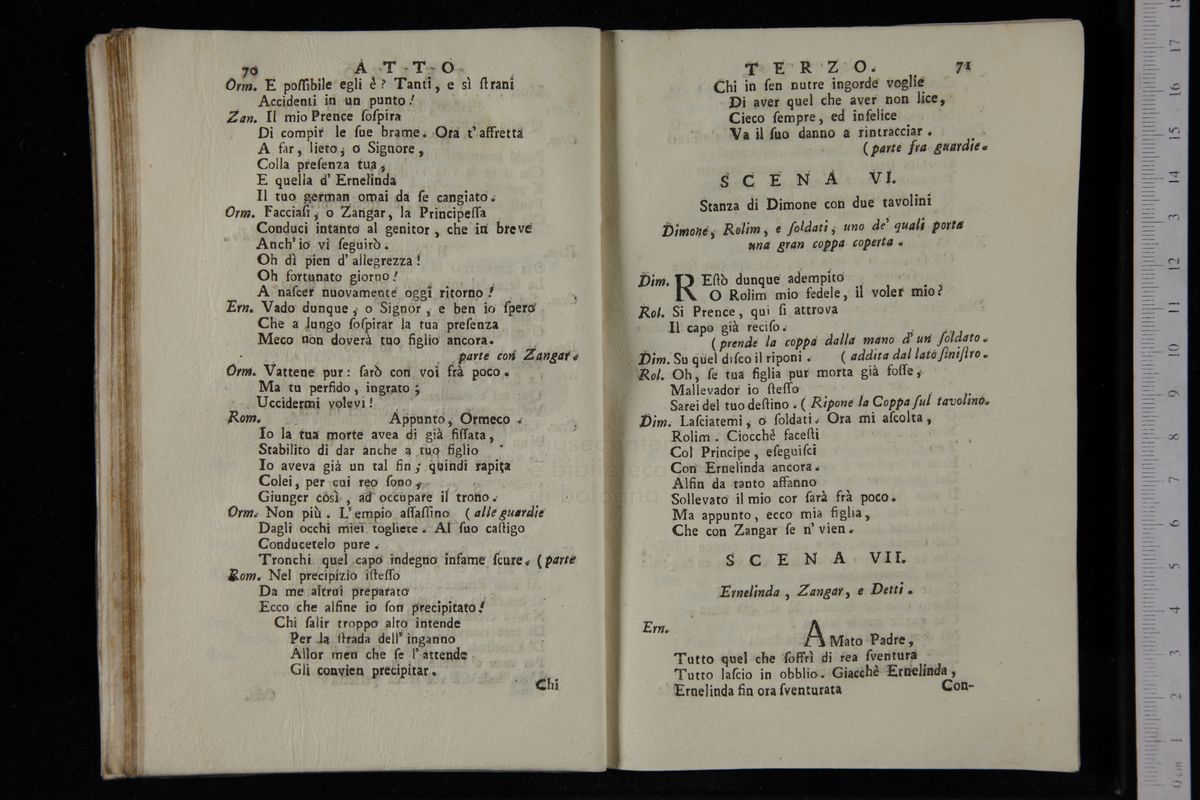 70 ATTO
Orm. E poſſibile egli è? Tanti, e sì ſtrani
Accidenti in un punto!
Zan. Il mio Prence ſoſpira
Di compir le ſue brame. Ora t' affretta
A far, lieto, o Signore,
Colla preſenza tua,
E quella d' Ernelinda
Il tuo german omai da ſe cangiato.
Orm. Facciaſi, o Zangar, la Principeſſa
Conduci intanto al genitor, che in breve
Anch' io vi ſeguirò.
Oh dì pien d' allegrezza!
Oh fortunato giorno!
A naſcer nuovamente oggi ritorno!
Ern. Vado dunque, o Signor, e ben io ſpero
Che a lungo ſoſpirar la tua preſenza
Meco non doverà tuo figlio ancora.
parte con Zangar.
Orm. Vattene pur: ſarò con voi frà poco.
Ma tu perfido, ingrato;
Uccidermi volevi!
Rom. Appunto, Ormeco.
Io la tua morte avea di già fiſſata,
Stabilito di dar anche a tuo figlio
Io aveva già un tal fin; quindi rapita
Colei, per cui reo ſono,
Giunger così, ad occupare il trono.
Orm. Non più. L' empio aſſaſſino (alle guardie
Dagli occhi miei togliete. Al ſuo caſtigo
Conducetelo pure.
Tronchi quel capo indegno infame ſcure. (parte
Rom. Nel precipizio iſteſſo
Da me altrui preparato
Ecco che alfine io ſon precipitato!
Chi ſalir troppo alto intende
Per la ſtrada dell' inganno
Allor men che ſe l' attende
Gli convien precipitar.
Chi
TERZO. 71
Chi in ſen nutre ingorde voglie
Di aver quel che aver non lice,
Cieco ſempre, ed infelice
Va il ſuo danno a rintracciar.
(parte fra guardie.
SCENA VI.
Stanza di Dimone con due tavolini
Dimone, Rolim, e ſoldati, uno de' quali porta
una gran coppa coperta.
Dim. REſtò dunque adempito
O Rolim mio fedele, il voler mio?
Rol. Si Prence, qui ſi attrova
Il capo già reciſo.
(prende la coppa dalla mano d' un ſoldato.
Dim. Su quel diſco il riponi. (addita dal lato ſiniſtro.
Rol. Oh, ſe tua figlia pur morta già foſſe,
Mallevador io ſteſſo
Sarei del tuo deſtino. (Ripone la Coppa ſul tavolino.
Dim. Laſciatemi, o ſoldati. Ora mi aſcolta,
Rolim. Ciocchè faceſti
Col Principe, eſeguiſci
Con Ernelinda ancora.
Alfin da tanto affanno
Sollevato il mio cor ſarà frà poco.
Ma appunto, ecco mia figlia,
Che con Zangar ſe n' vien.
SCENA VII.
Ernelinda, Zangar, e Detti.
Ern. AMato Padre,
Tutto quel che ſoffrì di rea ſventura
Tutto laſcio in obblio. Giacchè Ernelinda,
Ernelinda fin ora ſventurata
Con-